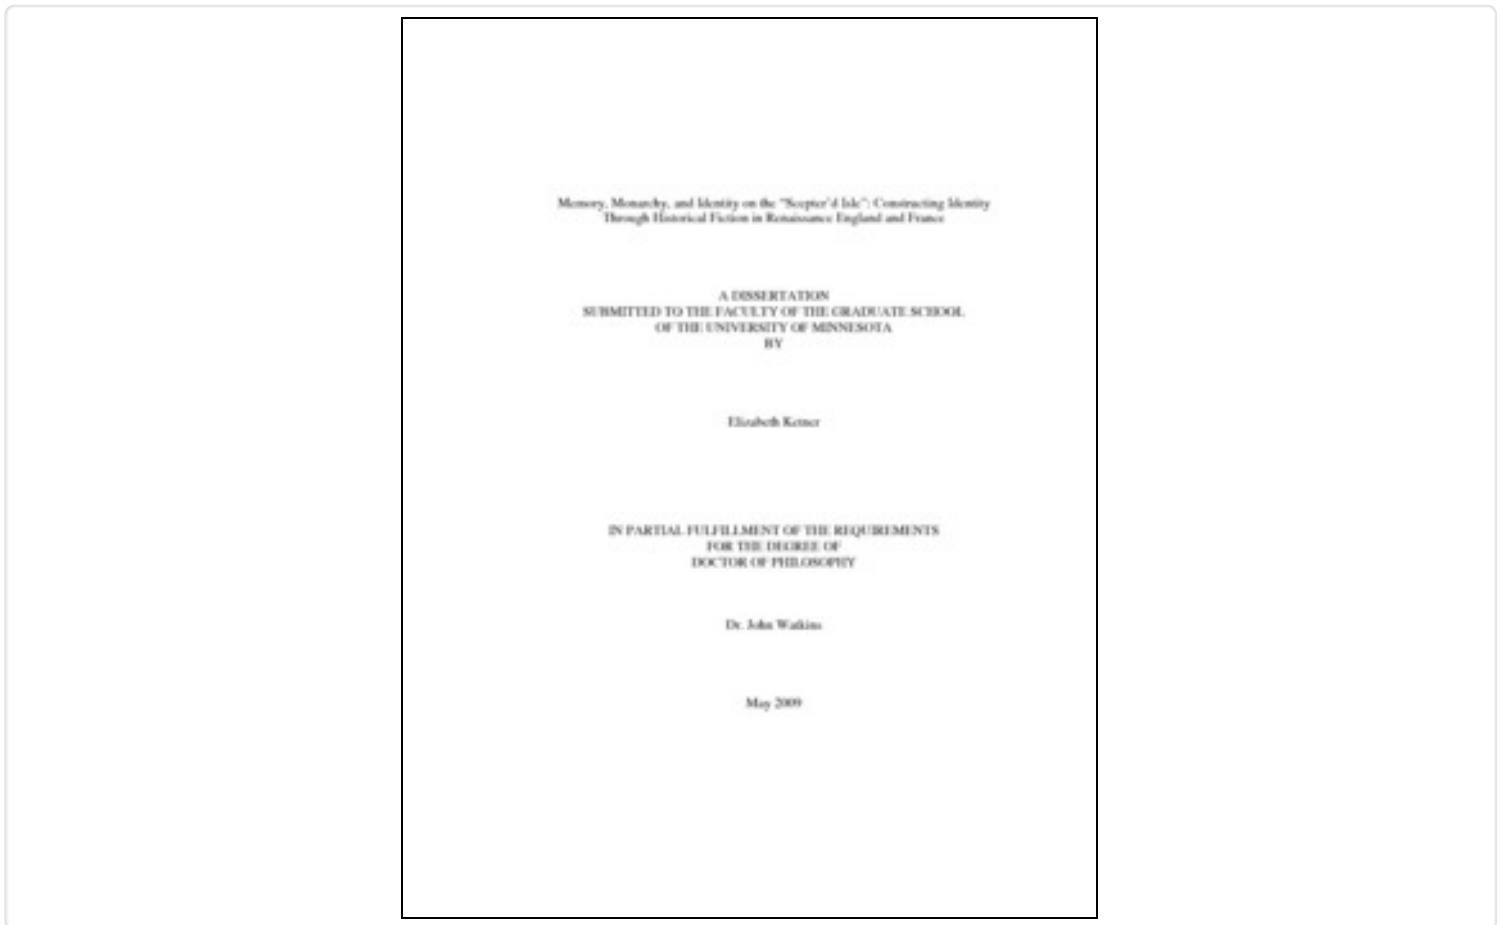 Memory, Monarchy, and Identity on the "Scepter'd Isle": Constructing Identity
Through Historical Fiction in Renaissance England and France
A DISSERTATION
SUBMITTED TO THE FACULTY OF THE GRADUATE SCHOOL
OF THE UNIVERSITY OF MINNESOTA
BY
Elizabeth Ketner
IN PARTIAL FULFILLMENT OF THE REQUIREMENTS
FOR THE DEGREE OF
DOCTOR OF PHILOSOPHY
Dr. John Watkins
May 2009